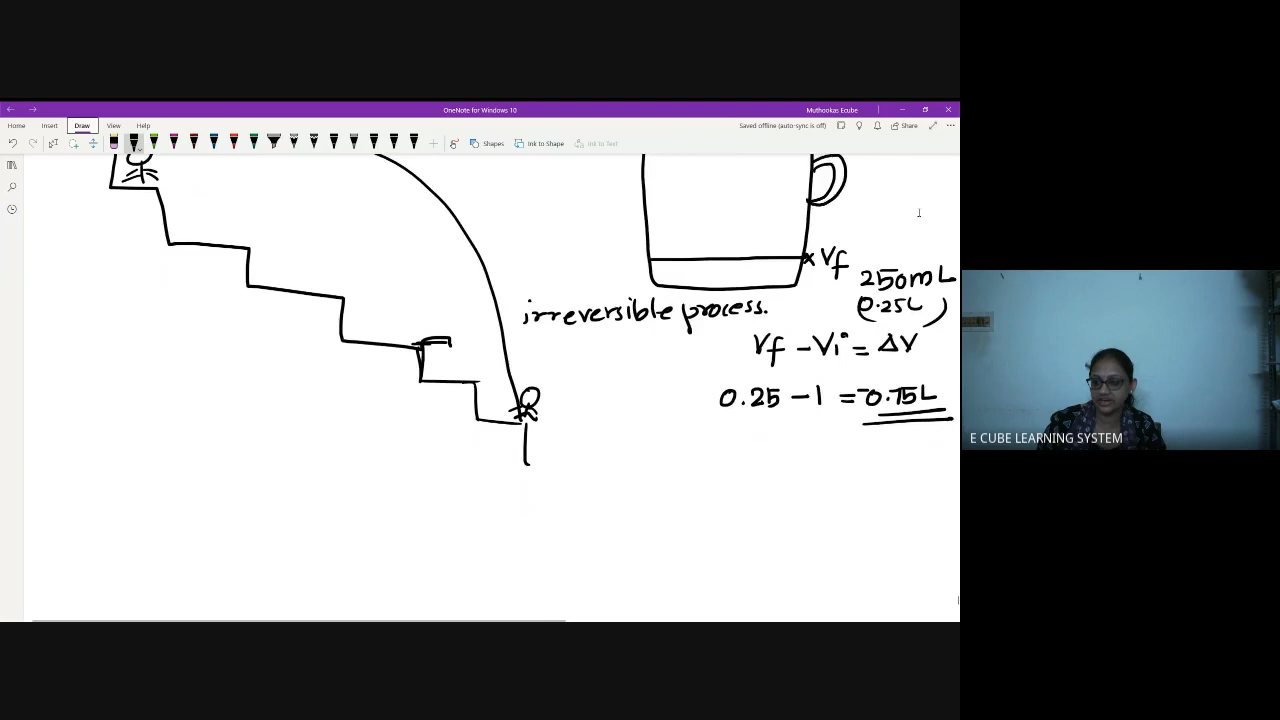 OneNote for Windows 10
Muthookas Ecube
Home Insert Draw View Help
Saved offline (auto-sync is off)
Share
Shapes
Ink to Shape
Ink to Text
Vf
250mL
(0.25L)
irreversible process.
Vf - Vi = ΔV
0.25 - 1 = -0.75L
E CUBE LEARNING SYSTEM